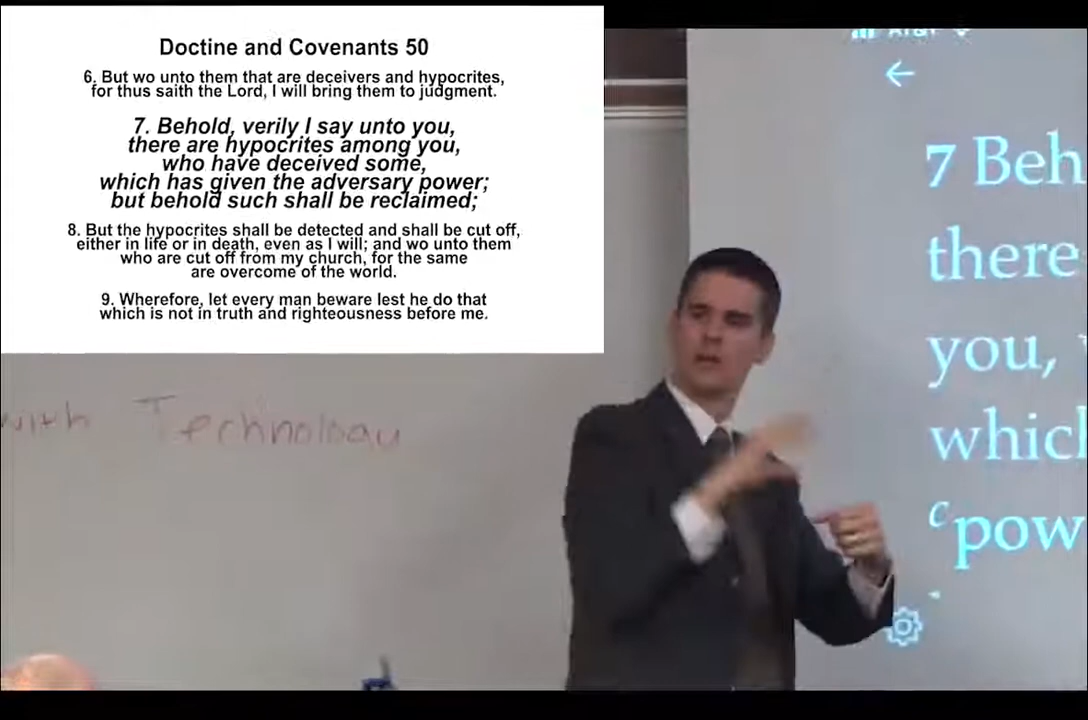 Doctine and Covenants 50
6. But wo unto them that are deceivers and hypocrites,
for thus saith the Lord, I will bring them to judgment.
7. Behold, verily I say unto you,
there are hypocrites among you,
who have deceived some,
which has given the adversary power;
but behold such shall be reclaimed;
8. But the hypocrites shall be detected and shall be cut off,
either in life or in death, even as I will; and wo unto them
who are cut off from my church, for the same
are overcome of the world.
9. Wherefore, let every man beware lest he do that
which is not in truth and righteousness before me.
with Technology
AT&T
7 Beh
there
you,
which
c pow